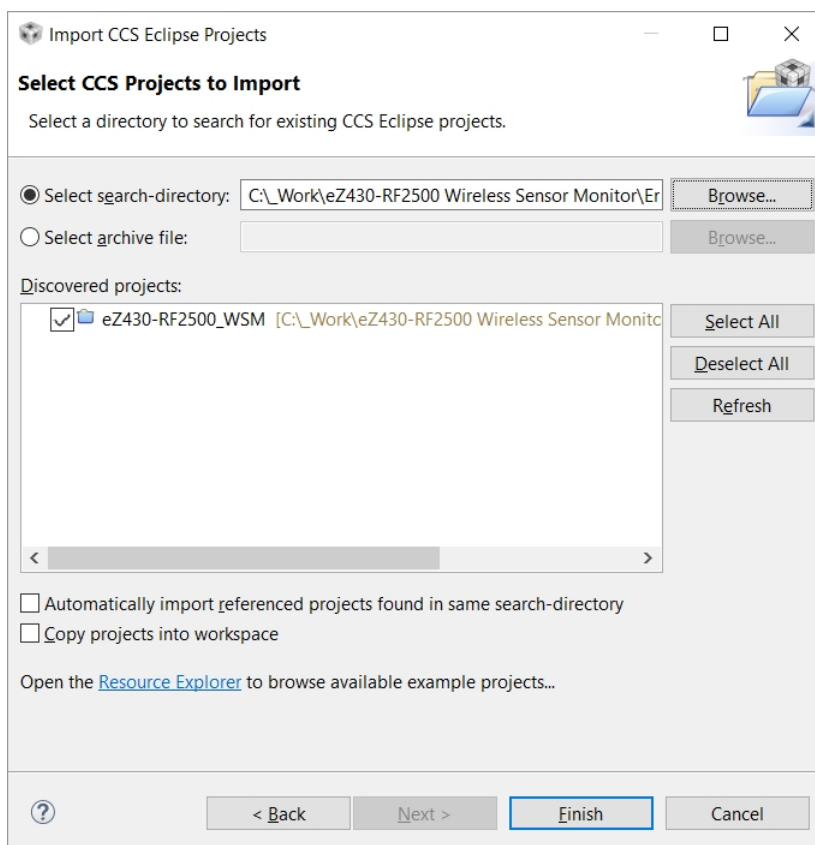 Import CCS Eclipse Projects
Select CCS Projects to Import
Select a directory to search for existing CCS Eclipse projects.
Select search-directory: C:\_Work\eZ430-RF2500 Wireless Sensor Monitor\Er Browse...
Select archive file: Browse...
Discovered projects:
eZ430-RF2500_WSM [C:\_Work\eZ430-RF2500 Wireless Sensor Monitc Select All
Deselect All
Refresh
Automatically import referenced projects found in same search-directory
Copy projects into workspace
Open the Resource Explorer to browse available example projects...
? < Back Next > Finish Cancel